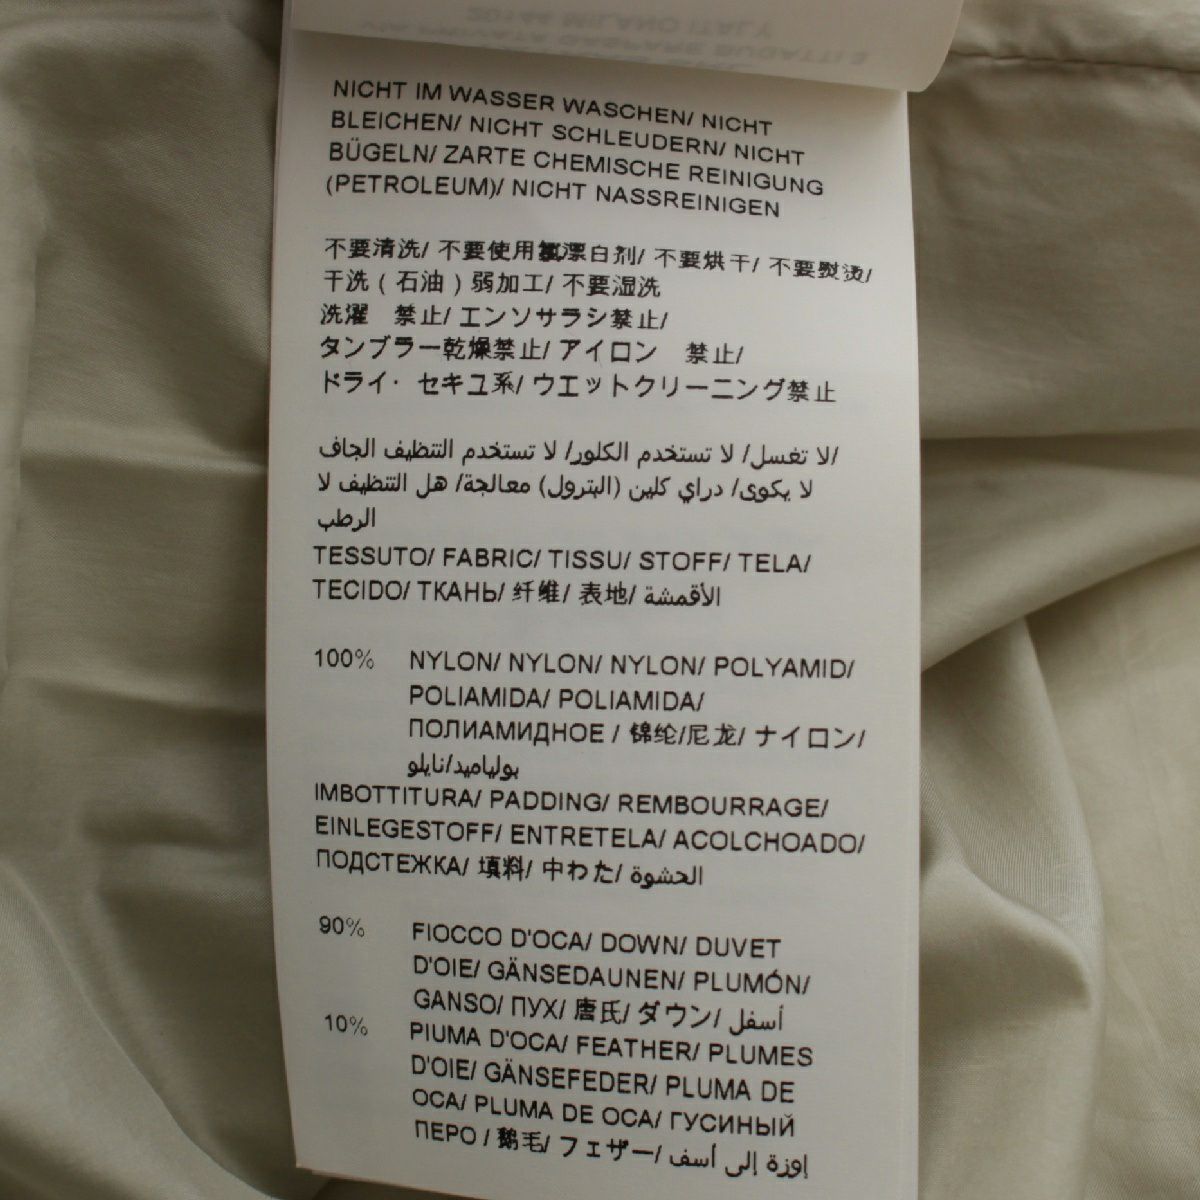 20144 MILANO ITALY
VIA PRIVATA GASPARE BUGATTI 3
NICHT IM WASSER WASCHEN/ NICHT
BLEICHEN/ NICHT SCHLEUDERN/ NICHT
BÜGELN/ ZARTE CHEMISCHE REINIGUNG
(PETROLEUM)/ NICHT NASSREINIGEN
不要清洗/ 不要使用氯漂白剂/ 不要烘干/ 不要熨烫/
干洗 ( 石油 ) 弱加工/ 不要湿洗
洗濯　禁止/ エンソサラシ禁止/
タンブラー乾燥禁止/ アイロン　禁止/
ドライ· セキユ系/ ウエットクリーニング禁止
لا تغسل/ لا تستخدم الكلور/ لا تستخدم التنظيف الجاف/
لا يكوى/ دراي كلين (البترول) معالجة/ هل التنظيف لا
الرطب
TESSUTO/ FABRIC/ TISSU/ STOFF/ TELA/
TECIDO/ ТКАНЬ/ 纤维/ 表地/ الأقمشة
100% NYLON/ NYLON/ NYLON/ POLYAMID/
POLIAMIDA/ POLIAMIDA/
ПОЛИАМИДНОЕ / 锦纶/尼龙/ ナイロン/
بولياميد/نايلو
IMBOTTITURA/ PADDING/ REMBOURRAGE/
EINLEGESTOFF/ ENTRETELA/ ACOLCHOADO/
ПОДСТЕЖКА/ 填料/ 中わた/ الحشوة
90% FIOCCO D'OCA/ DOWN/ DUVET
D'OIE/ GÄNSEDAUNEN/ PLUMÓN/
GANSO/ ПУХ/ 唐氏/ ダウン/ أسفل
10% PIUMA D'OCA/ FEATHER/ PLUMES
D'OIE/ GÄNSEFEDER/ PLUMA DE
OCA/ PLUMA DE OCA/ ГУСИНЫЙ
ПЕРО / 鹅毛/ フェザー/ إوزة إلى أسف